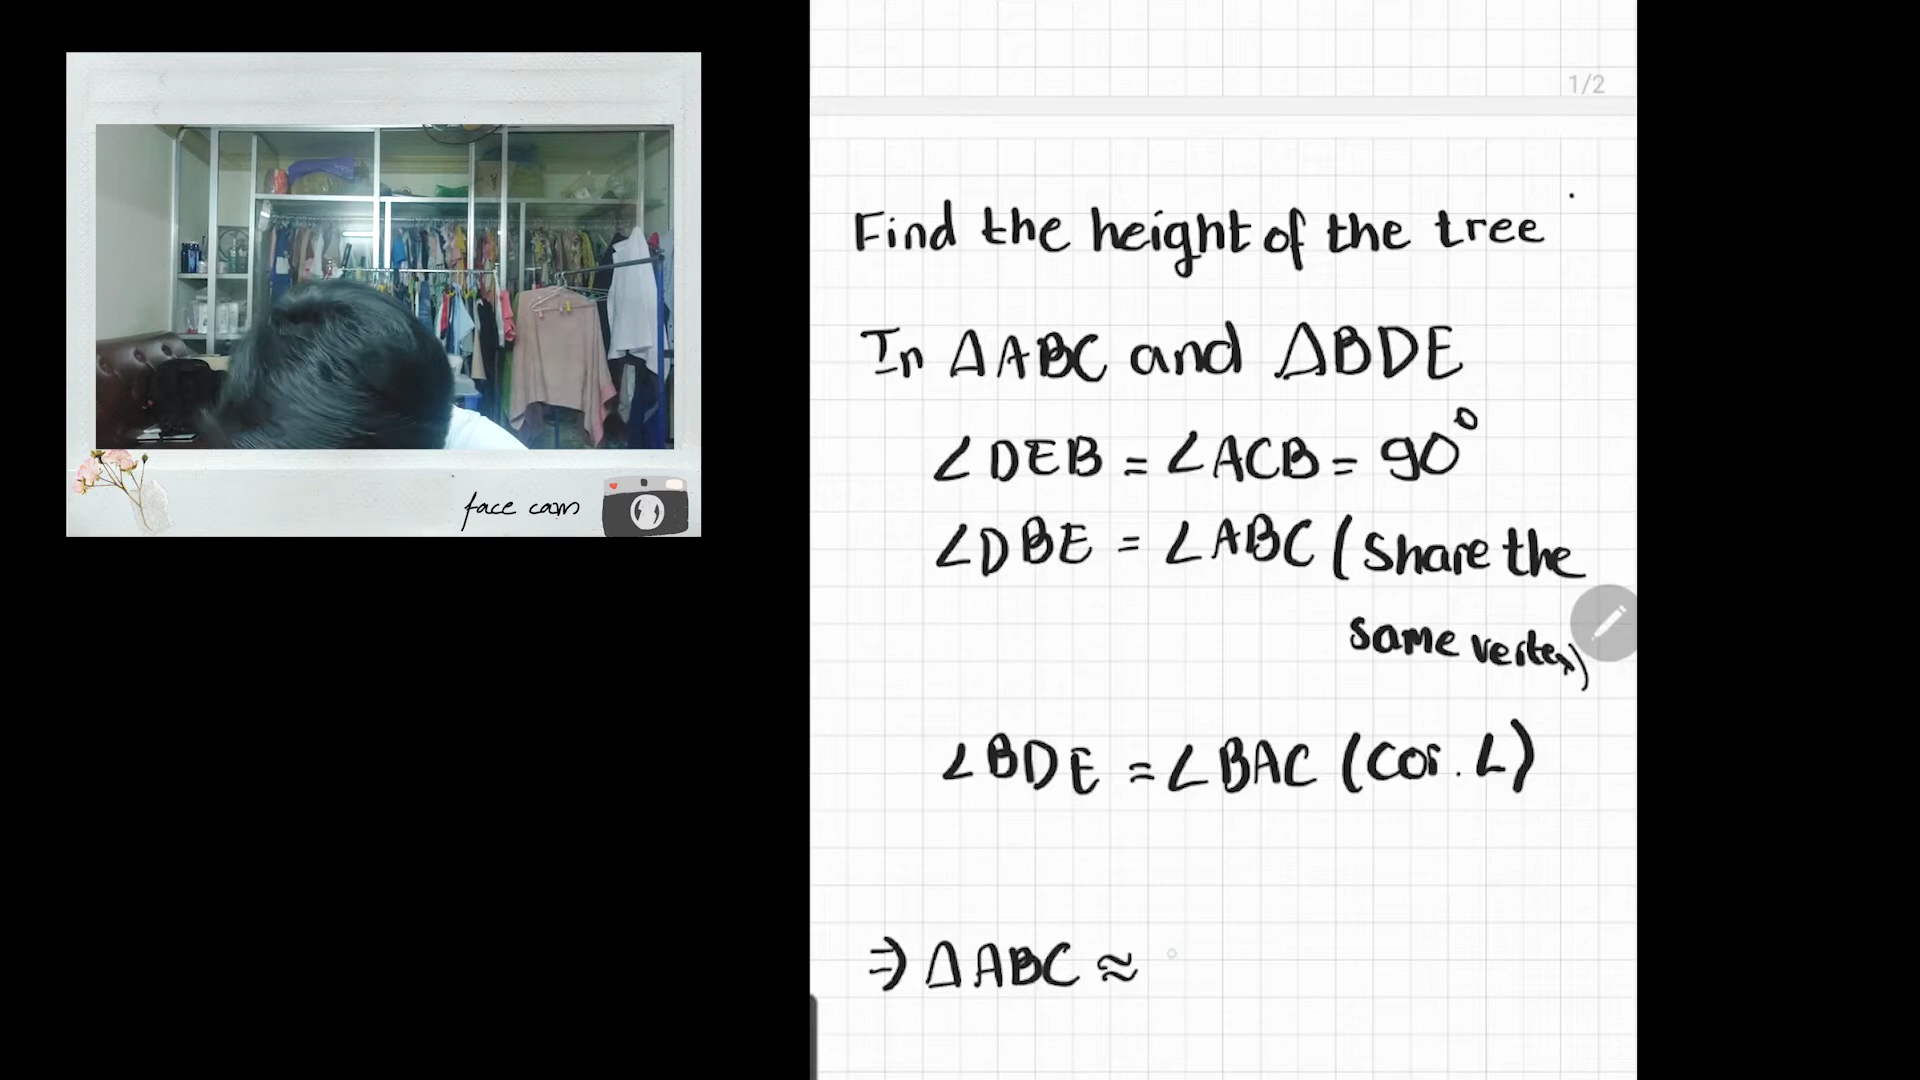 face cam
1/2
Find the height of the tree
In ΔABC and ΔBDE
∠DEB = ∠ACB = 90°
∠DBE = ∠ABC (Share the
same vertex)
∠BDE = ∠BAC (cor. ∠)
⇒ ΔABC ≈